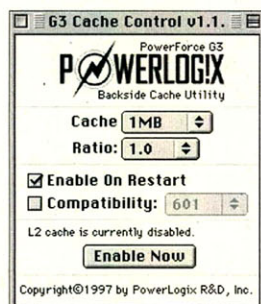 G3 Cache Control v1.1.
PowerForce G3
POWERLOG!X
Backside Cache Utility
Cache 1MB
Ratio: 1.0
Enable On Restart
Compatibility: 601
L2 cache is currently disabled.
Enable Now
Copyright©1997 by PowerLogix R&D, Inc.